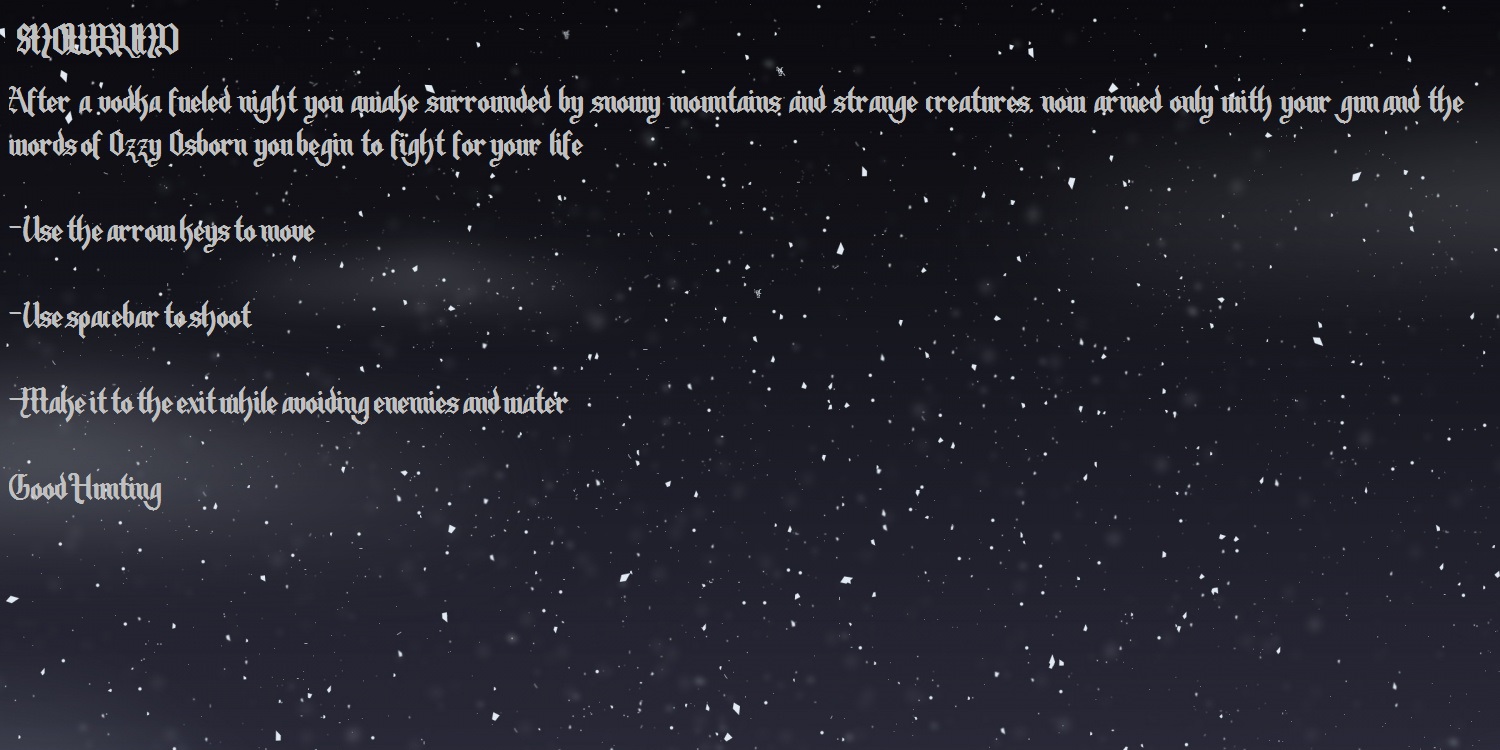 SNOWBLIND
After a vodka fueled night you awake surrounded by snowy mountains and strange creatures. now armed only with your gun and the
words of Ozzy Osborn you begin to fight for your life
-Use the arrow keys to move
-Use spacebar to shoot
-Make it to the exit while avoiding enemies and water
Good Hunting